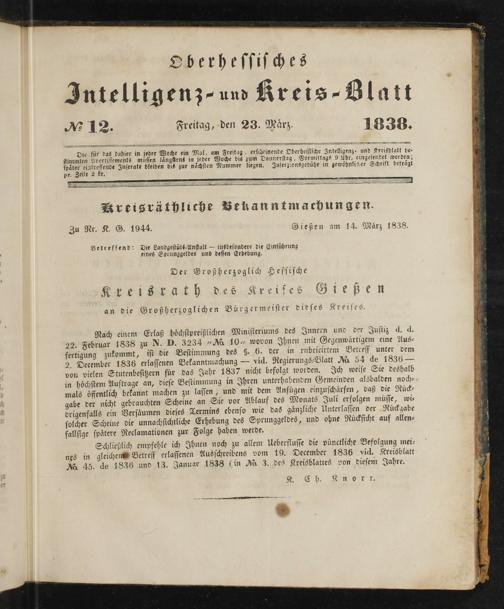 Oberhessisches
Intelligenz- und Kreis-Blatt
№ 12. Freitag, den 23. März. 1838.
Die für das dahier in jeder Woche ein Mal, am Freitag, erscheinende Oberhessische Intelligenz- und Kreisblatt be-
stimmten Avertissements müssen längstens in jeder Woche bis zum Donnerstag, Vormittags 9 Uhr, eingesendet werden;
später eintreffende Inserate bleiben bis zur nächsten Nummer liegen. Insertionsgebühr in gewöhnlicher Schrift beträgt
pr. Zeile 2 kr.
Kreisräthliche Bekanntmachungen.
Zu Nr. K. G. 1944. Gießen am 14. März 1838.
Betreffend: Die Landgestüts-Anstalt — insbesondere die Einführung
eines Sprunggeldes und dessen Erhebung.
Der Großherzoglich Hessische
Kreisrath des Kreises Gießen
an die Großherzoglichen Bürgermeister dieses Kreises.
Nach einem Erlaß höchstpreißlichen Ministeriums des Innern und der Justiz d. d.
22. Februar 1838 zu N. D. 3234 „№ 10“ wovon Ihnen mit Gegenwärtigem eine Aus-
fertigung zukommt, ist die Bestimmung des §. 6. der in rubricirtem Betreff unter dem
2. December 1836 erlassenen Bekanntmachung — vid. Regierungs-Blatt №. 54 de 1836 —
von vielen Stutenbesitzern für das Jahr 1837 nicht befolgt worden. Ich weise Sie deshalb
in höchstem Auftrage an, diese Bestimmung in Ihren unterhabenden Gemeinden alsbalden noch-
mals öffentlich bekannt machen zu lassen, und mit dem Anfügen einzuschärfen, daß die Rück-
gabe der nicht gebrauchten Scheine an Sie vor Ablauf des Monats Juli erfolgen müsse, wi-
drigenfalls ein Versäumen dieses Termins ebenso wie das gänzliche Unterlassen der Rückgabe
solcher Scheine die unnachsichtliche Erhebung des Sprunggeldes, und ohne Rücksicht auf allen-
fallsige spätere Reclamationen zur Folge haben werde.
Schließlich empfehle ich Ihnen noch zu allem Ueberflusse die pünctliche Befolgung mei-
nes in gleichem Betreff erlassenen Ausschreibens vom 19. December 1836 vid. Kreisblatt
№. 45. de 1836 und 13. Januar 1838 (in №. 3. des Kreisblattes von diesem Jahre.
K. Ch. Knorr.